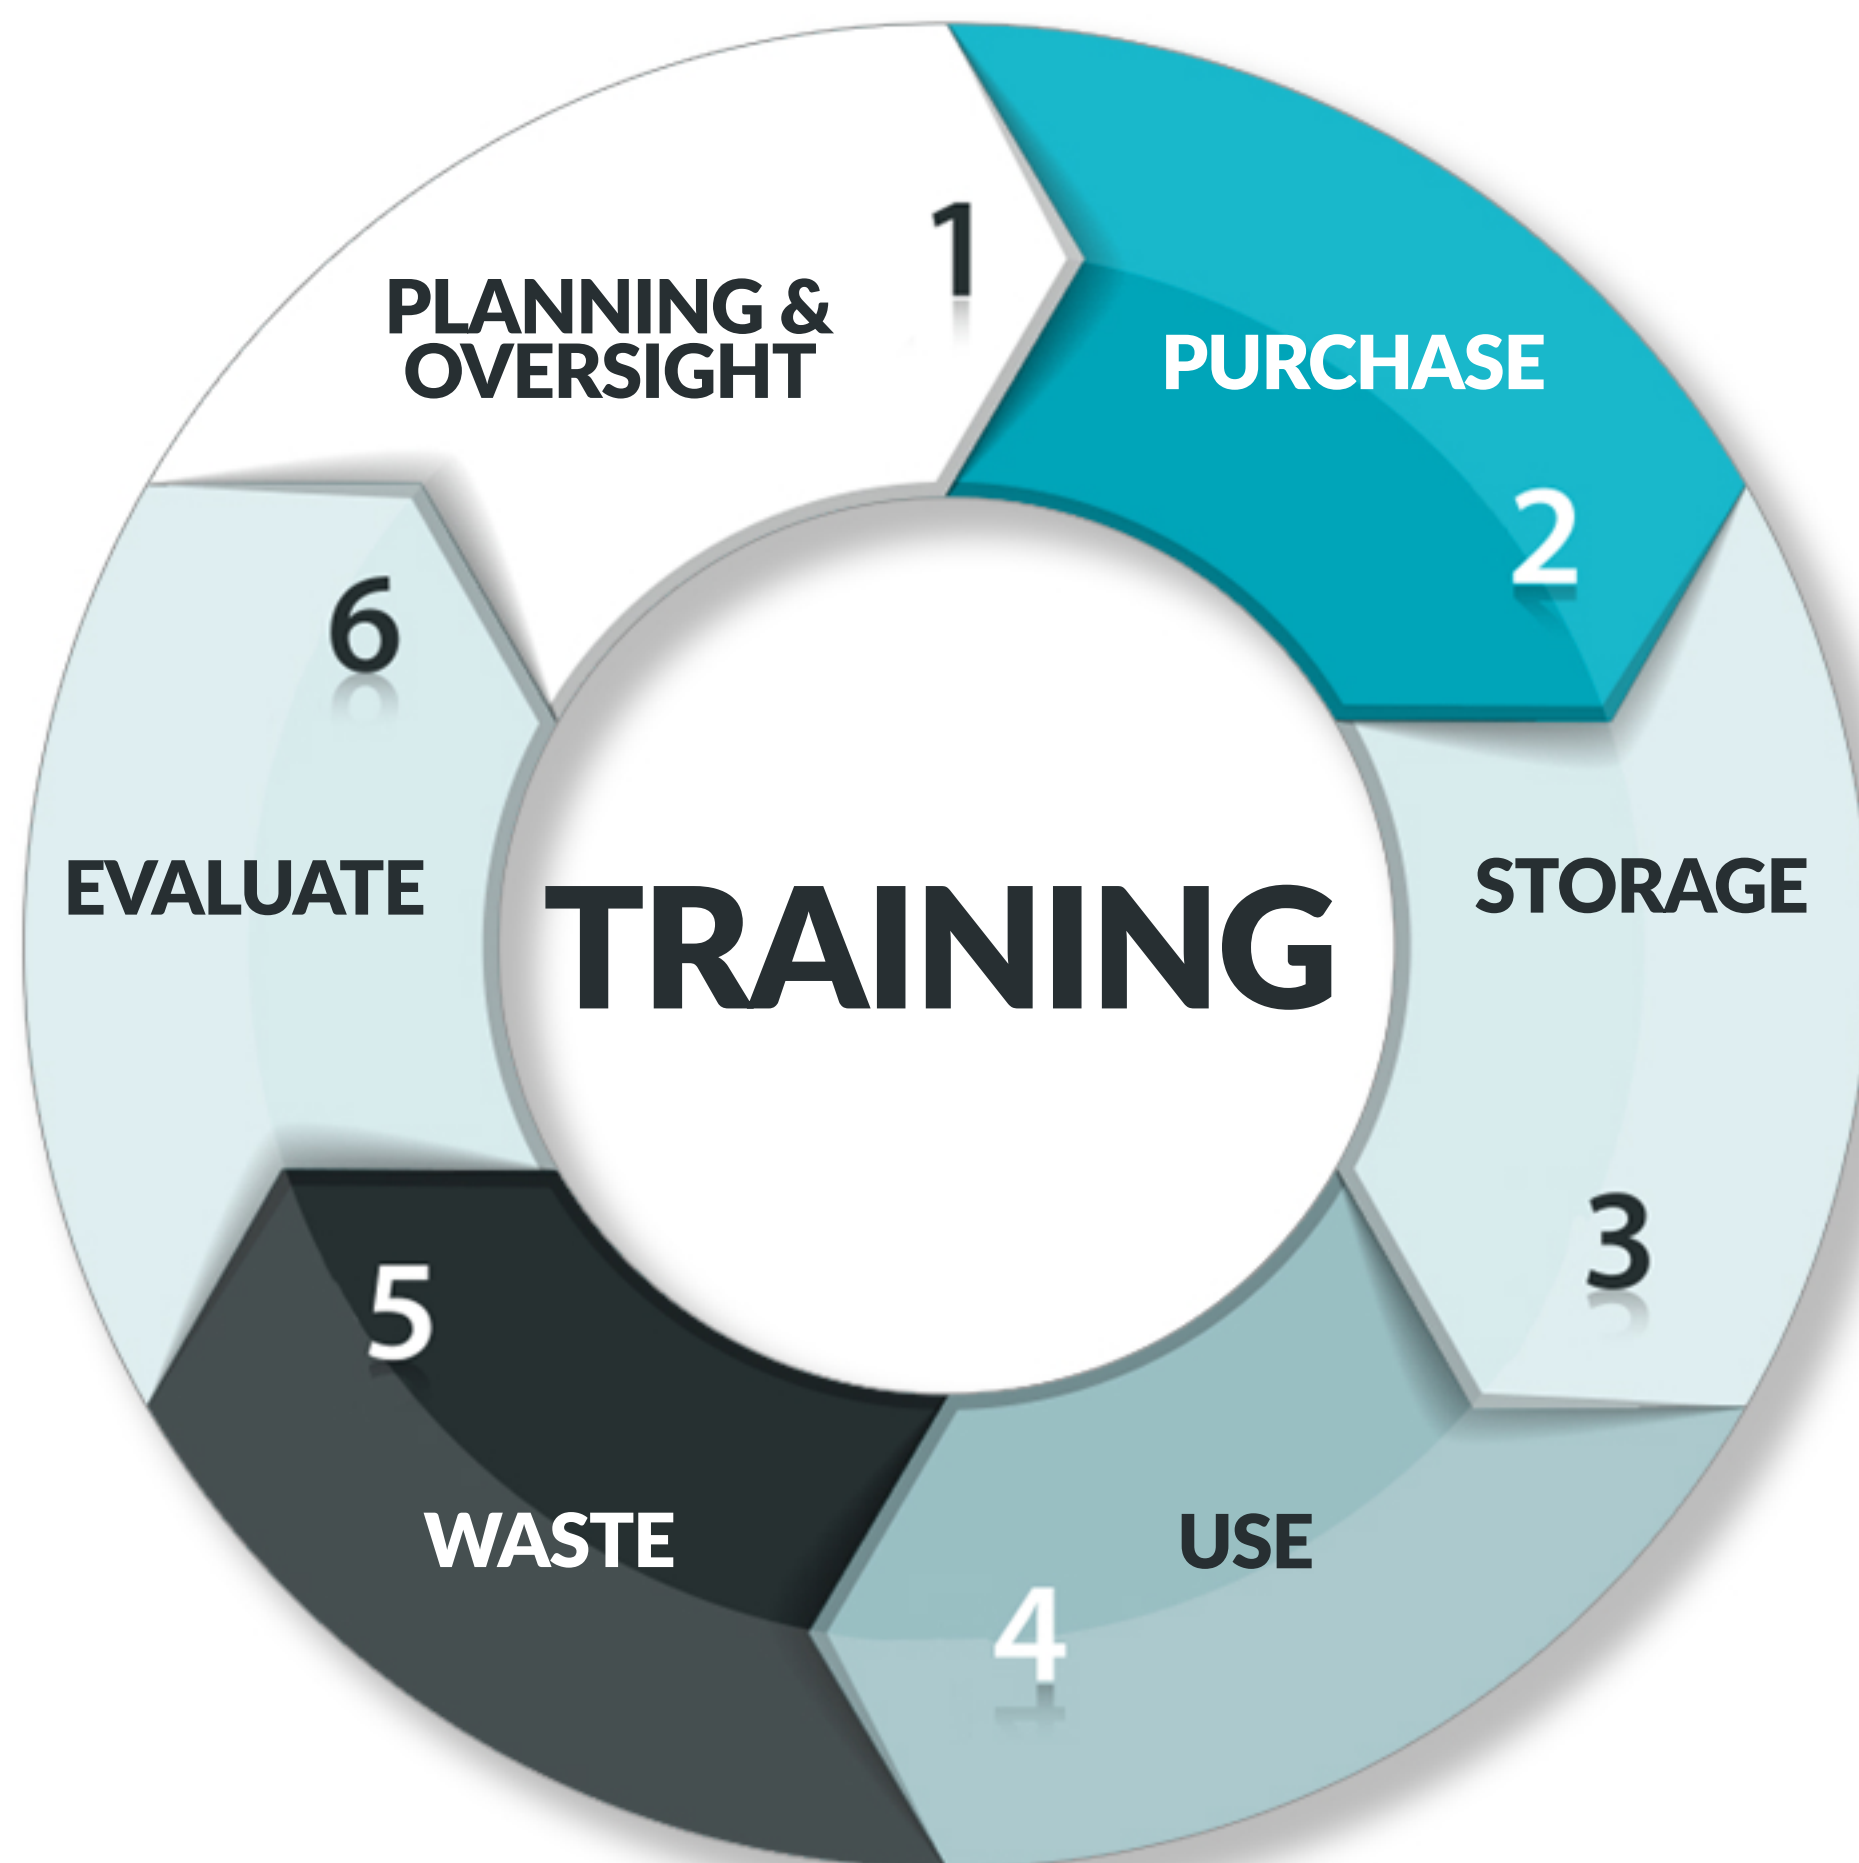 1
PLANNING &
OVERSIGHT
PURCHASE
2
STORAGE
3
USE
4
WASTE
5
EVALUATE
6
TRAINING